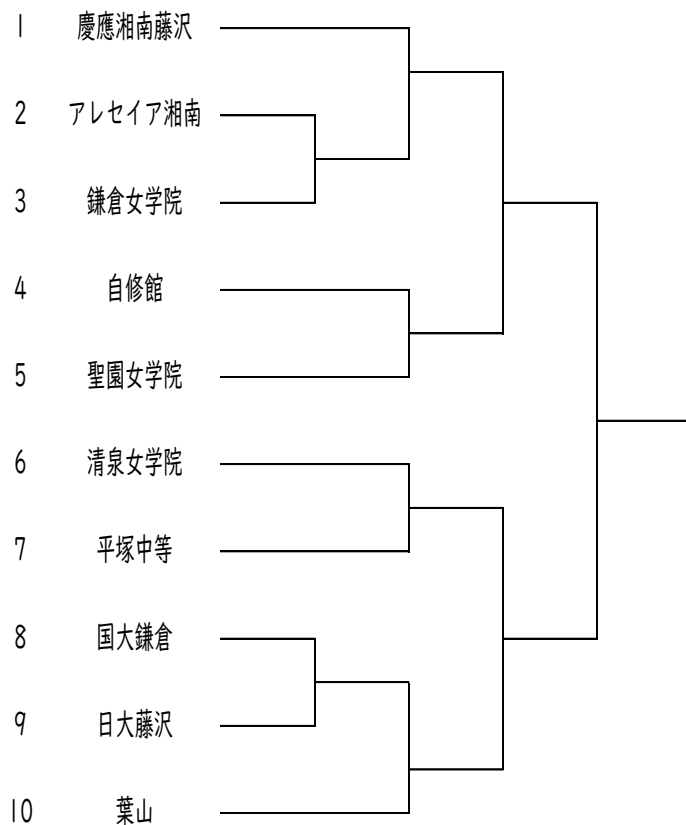 1 慶應湘南藤沢
2 アレセイア湘南
3 鎌倉女学院
4 自修館
5 聖園女学院
6 清泉女学院
7 平塚中等
8 国大鎌倉
9 日大藤沢
10 葉山